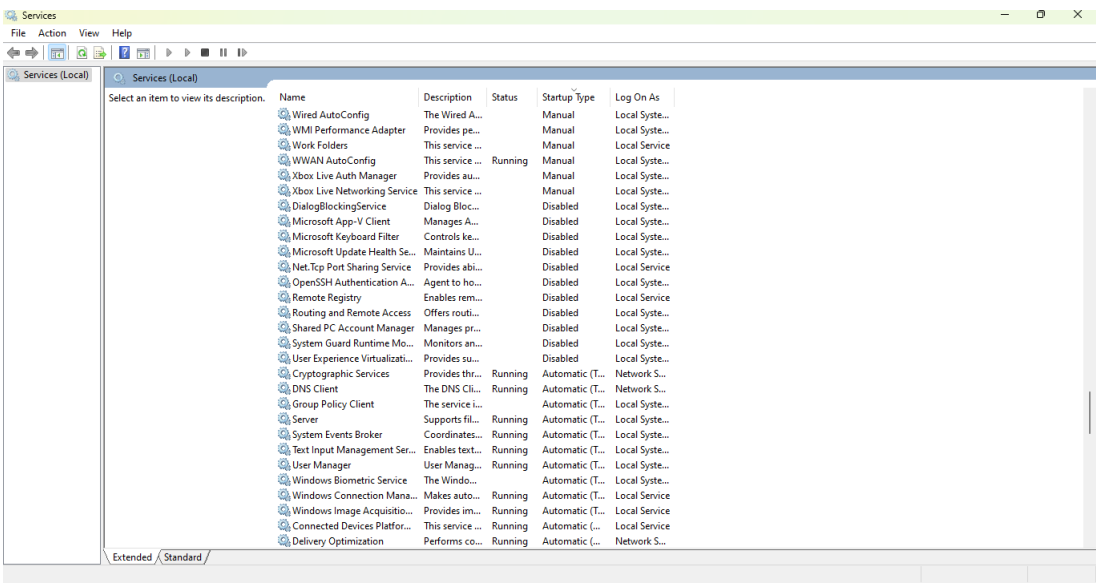 Services
File Action View Help
Services (Local)
Services (Local)
Select an item to view its description.
Name Description Status Startup Type Log On As
Wired AutoConfig The Wired A... Manual Local Syste...
WMI Performance Adapter Provides pe... Manual Local Syste...
Work Folders This service ... Manual Local Service
WWAN AutoConfig This service ... Running Manual Local Syste...
Xbox Live Auth Manager Provides au... Manual Local Syste...
Xbox Live Networking Service This service ... Manual Local Syste...
DialogBlockingService Dialog Bloc... Disabled Local Syste...
Microsoft App-V Client Manages A... Disabled Local Syste...
Microsoft Keyboard Filter Controls ke... Disabled Local Syste...
Microsoft Update Health Se... Maintains U... Disabled Local Syste...
Net.Tcp Port Sharing Service Provides abi... Disabled Local Service
OpenSSH Authentication A... Agent to ho... Disabled Local Syste...
Remote Registry Enables rem... Disabled Local Service
Routing and Remote Access Offers routi... Disabled Local Syste...
Shared PC Account Manager Manages pr... Disabled Local Syste...
System Guard Runtime Mo... Monitors an... Disabled Local Syste...
User Experience Virtualizati... Provides su... Disabled Local Syste...
Cryptographic Services Provides thr... Running Automatic (T... Network S...
DNS Client The DNS Cli... Running Automatic (T... Network S...
Group Policy Client The service i... Automatic (T... Local Syste...
Server Supports fil... Running Automatic (T... Local Syste...
System Events Broker Coordinates... Running Automatic (T... Local Syste...
Text Input Management Ser... Enables text... Running Automatic (T... Local Syste...
User Manager User Manag... Running Automatic (T... Local Syste...
Windows Biometric Service The Windo... Automatic (T... Local Syste...
Windows Connection Mana... Makes auto... Running Automatic (T... Local Service
Windows Image Acquisitio... Provides im... Running Automatic (T... Local Service
Connected Devices Platfor... This service ... Running Automatic (... Local Service
Delivery Optimization Performs co... Running Automatic (... Network S...
Extended Standard